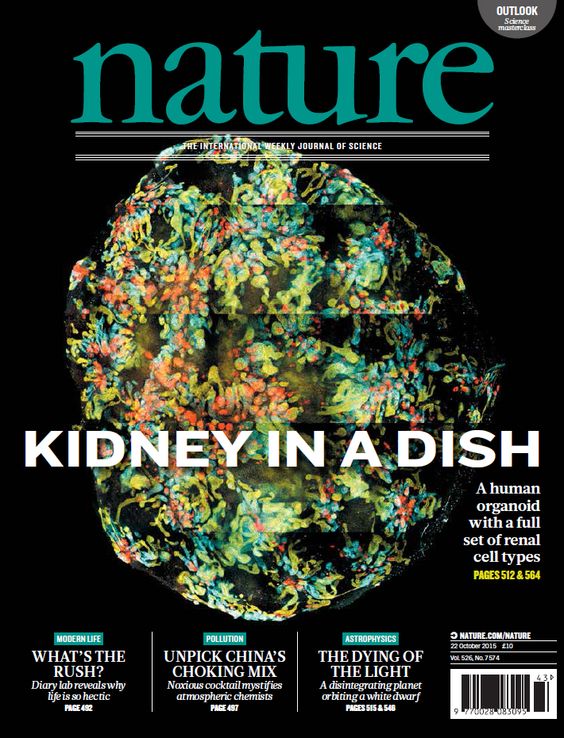 OUTLOOK
Science
masterclass
nature
THE INTERNATIONAL WEEKLY JOURNAL OF SCIENCE
KIDNEY IN A DISH
A human
organoid
with a full
set of renal
cell types
PAGES 512 & 564
MODERN LIFE
WHAT'S THE
RUSH?
Diary lab reveals why
life is so hectic
PAGE 492
POLLUTION
UNPICK CHINA'S
CHOKING MIX
Noxious cocktail mystifies
atmospheric chemists
PAGE 497
ASTROPHYSICS
THE DYING OF
THE LIGHT
A disintegrating planet
orbiting a white dwarf
PAGES 515 & 546
NATURE.COM/NATURE
22 October 2015 £10
Vol. 526, No. 7574
43
9 770028 083095